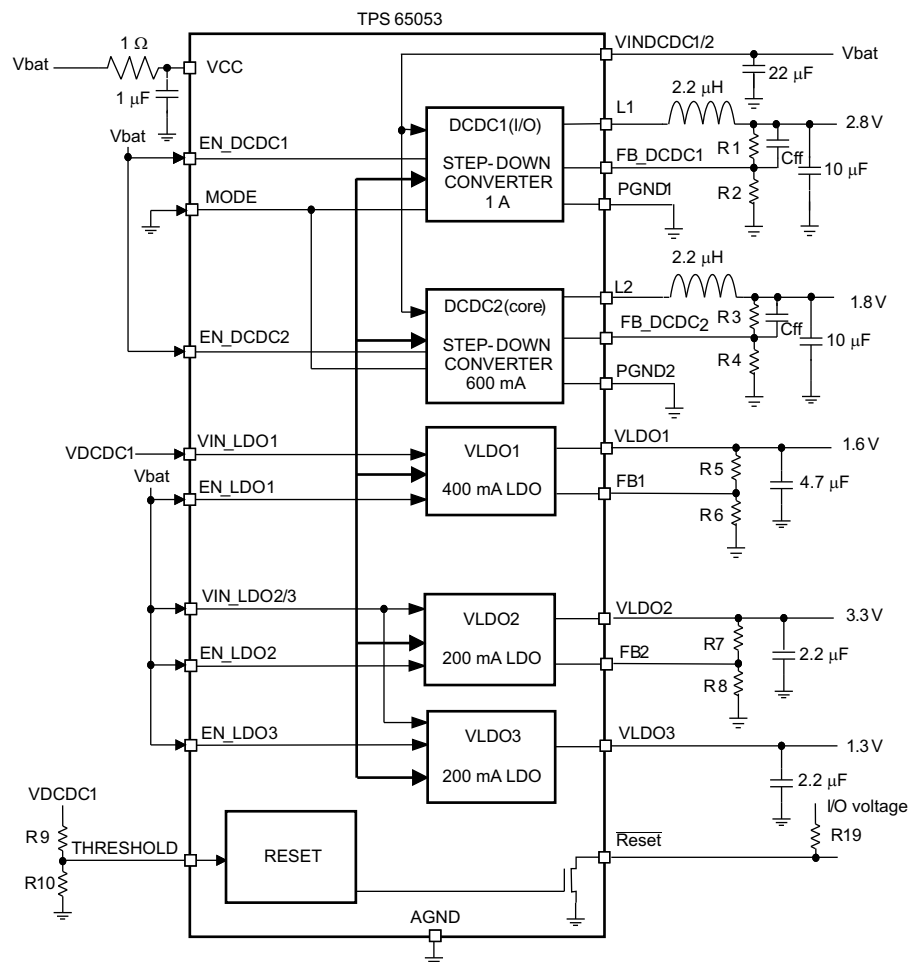 TPS 65053
Vbat
1 Ω
VCC
1 μF
VINDCDC1/2
Vbat
22 μF
Vbat
EN_DCDC1
MODE
DCDC1(I/O)
STEP-DOWN
CONVERTER
1 A
L1
2.2 μH
2.8 V
R1
Cff
FB_DCDC1
10 μF
R2
PGND1
EN_DCDC2
DCDC2(core)
STEP-DOWN
CONVERTER
600 mA
L2
2.2 μH
1.8 V
R3
Cff
FB_DCDC2
10 μF
R4
PGND2
VDCDC1
VIN_LDO1
VLDO1
400 mA LDO
VLDO1
1.6 V
R5
4.7 μF
Vbat
EN_LDO1
FB1
R6
VIN_LDO2/3
VLDO2
200 mA LDO
VLDO2
3.3 V
R7
2.2 μF
EN_LDO2
FB2
R8
EN_LDO3
VLDO3
200 mA LDO
VLDO3
1.3 V
2.2 μF
VDCDC1
R9
THRESHOLD
R10
RESET
Reset
I/O voltage
R19
AGND